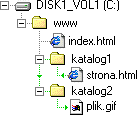 DISK1_VOL1 (C:)
www
index.html
katalog1
strona.html
katalog2
plik.gif